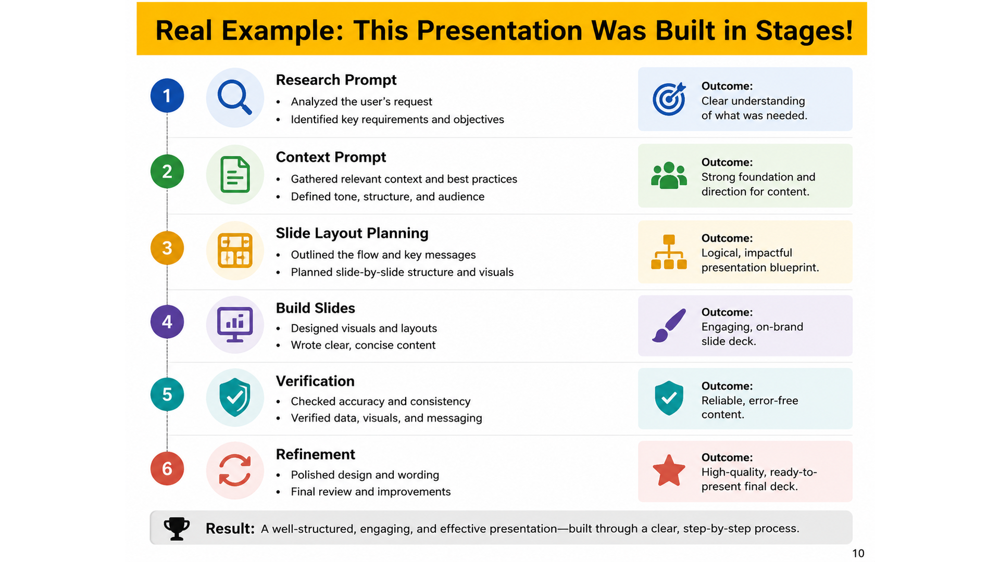 Real Example: This Presentation Was Built in Stages!
1
Research Prompt
• Analyzed the user’s request
• Identified key requirements and objectives
Outcome:
Clear understanding
of what was needed.
2
Context Prompt
• Gathered relevant context and best practices
• Defined tone, structure, and audience
Outcome:
Strong foundation and
direction for content.
3
Slide Layout Planning
• Outlined the flow and key messages
• Planned slide-by-slide structure and visuals
Outcome:
Logical, impactful
presentation blueprint.
4
Build Slides
• Designed visuals and layouts
• Wrote clear, concise content
Outcome:
Engaging, on-brand
slide deck.
5
Verification
• Checked accuracy and consistency
• Verified data, visuals, and messaging
Outcome:
Reliable, error-free
content.
6
Refinement
• Polished design and wording
• Final review and improvements
Outcome:
High-quality, ready-to-
present final deck.
Result: A well-structured, engaging, and effective presentation—built through a clear, step-by-step process.
10